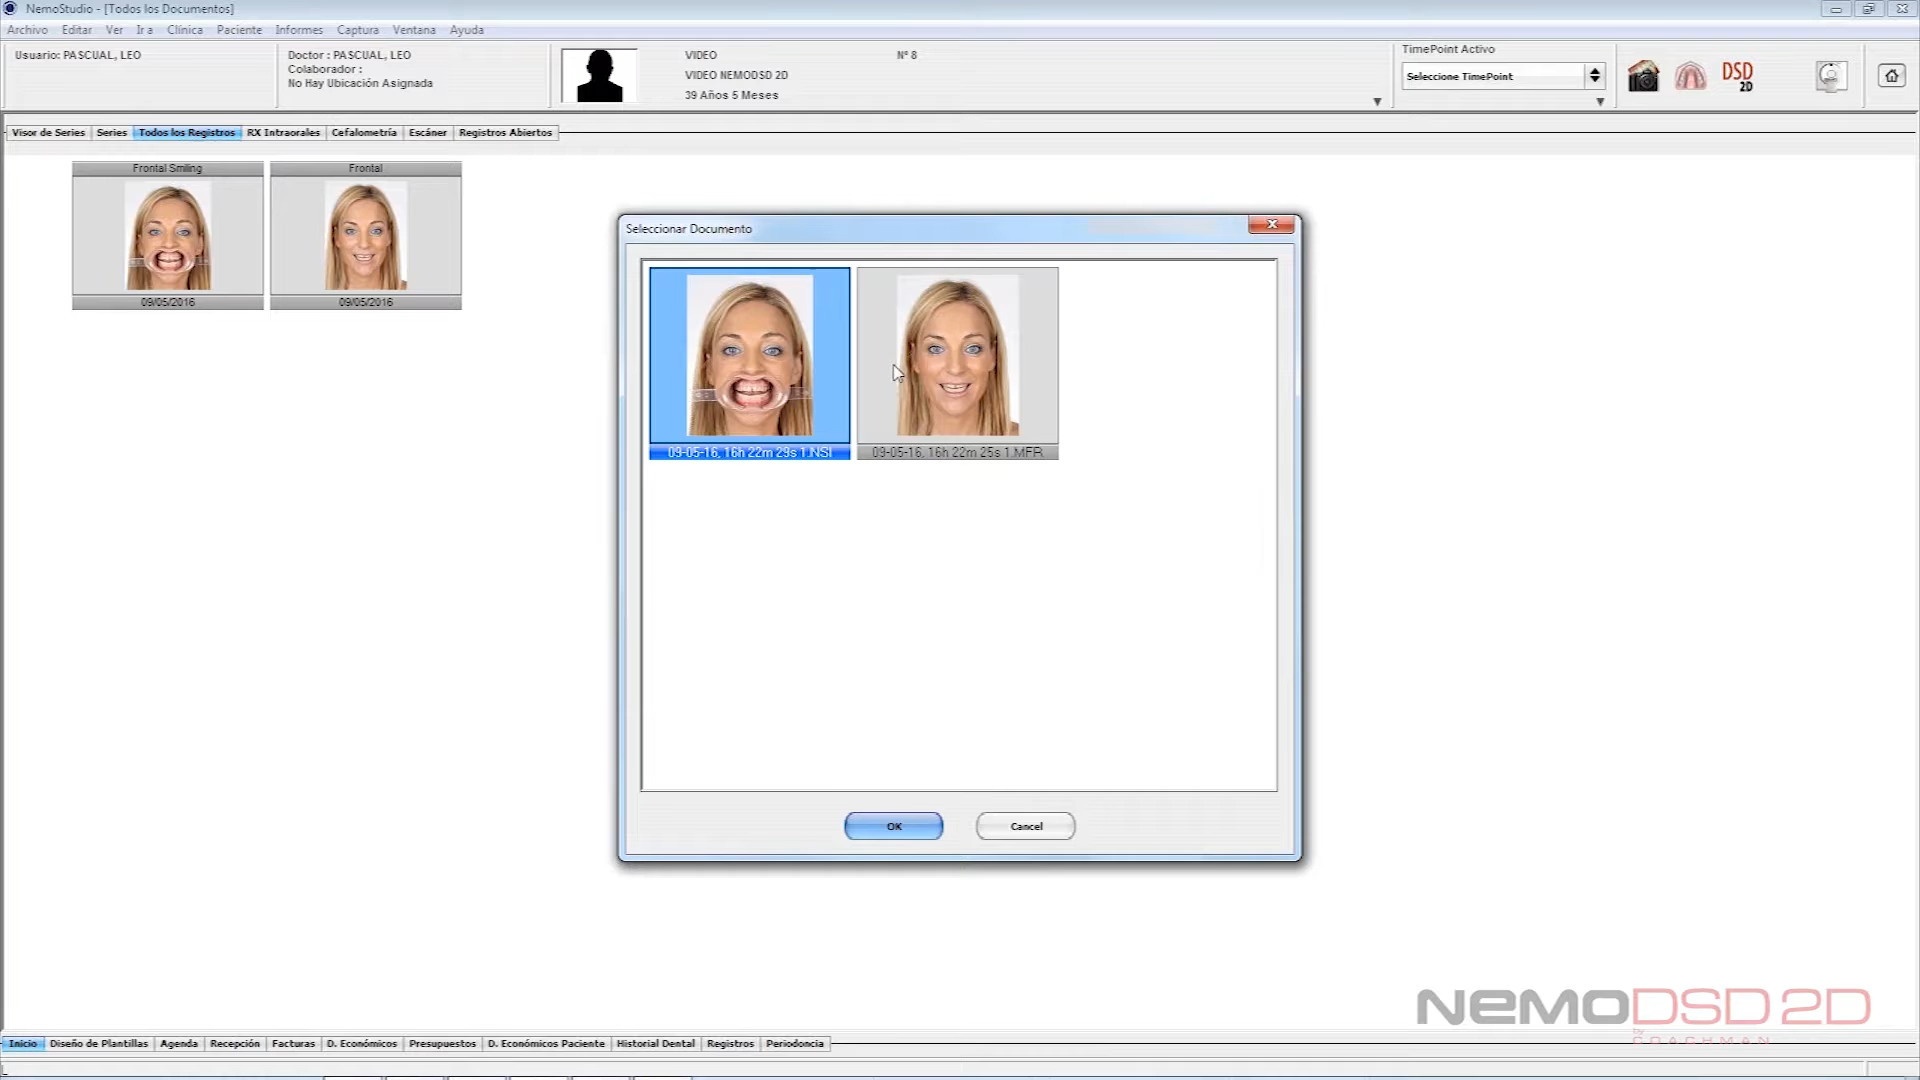 NemoStudio - [Todos los Documentos]
Archivo Editar Ver Ir a Clínica Paciente Informes Captura Ventana Ayuda
Usuario: PASCUAL, LEO
Doctor : PASCUAL, LEO
Colaborador :
No Hay Ubicación Asignada
VIDEO Nº 8
VIDEO NEMODSD 2D
39 Años 5 Meses
TimePoint Activo
Seleccione TimePoint
DSD
2D
Visor de Series Series Todos los Registros RX Intraorales Cefalometría Escáner Registros Abiertos
Frontal Smiling Frontal
09/05/2016 09/05/2016
Seleccionar Documento
09-05-16, 16h 22m 29s 1.NSI 09-05-16, 16h 22m 25s 1.MFR
OK Cancel
NemoDSD 2D
by
COACHMAN
Inicio Diseño de Plantillas Agenda Recepción Facturas D. Económicos Presupuestos D. Económicos Paciente Historial Dental Registros Periodoncia